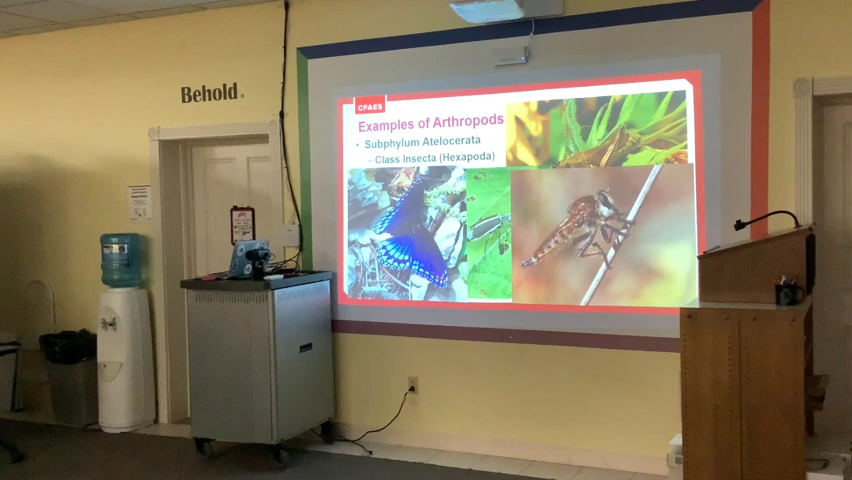 Behold.
CFAES
Examples of Arthropods
• Subphylum Atelocerata
– Class Insecta (Hexapoda)